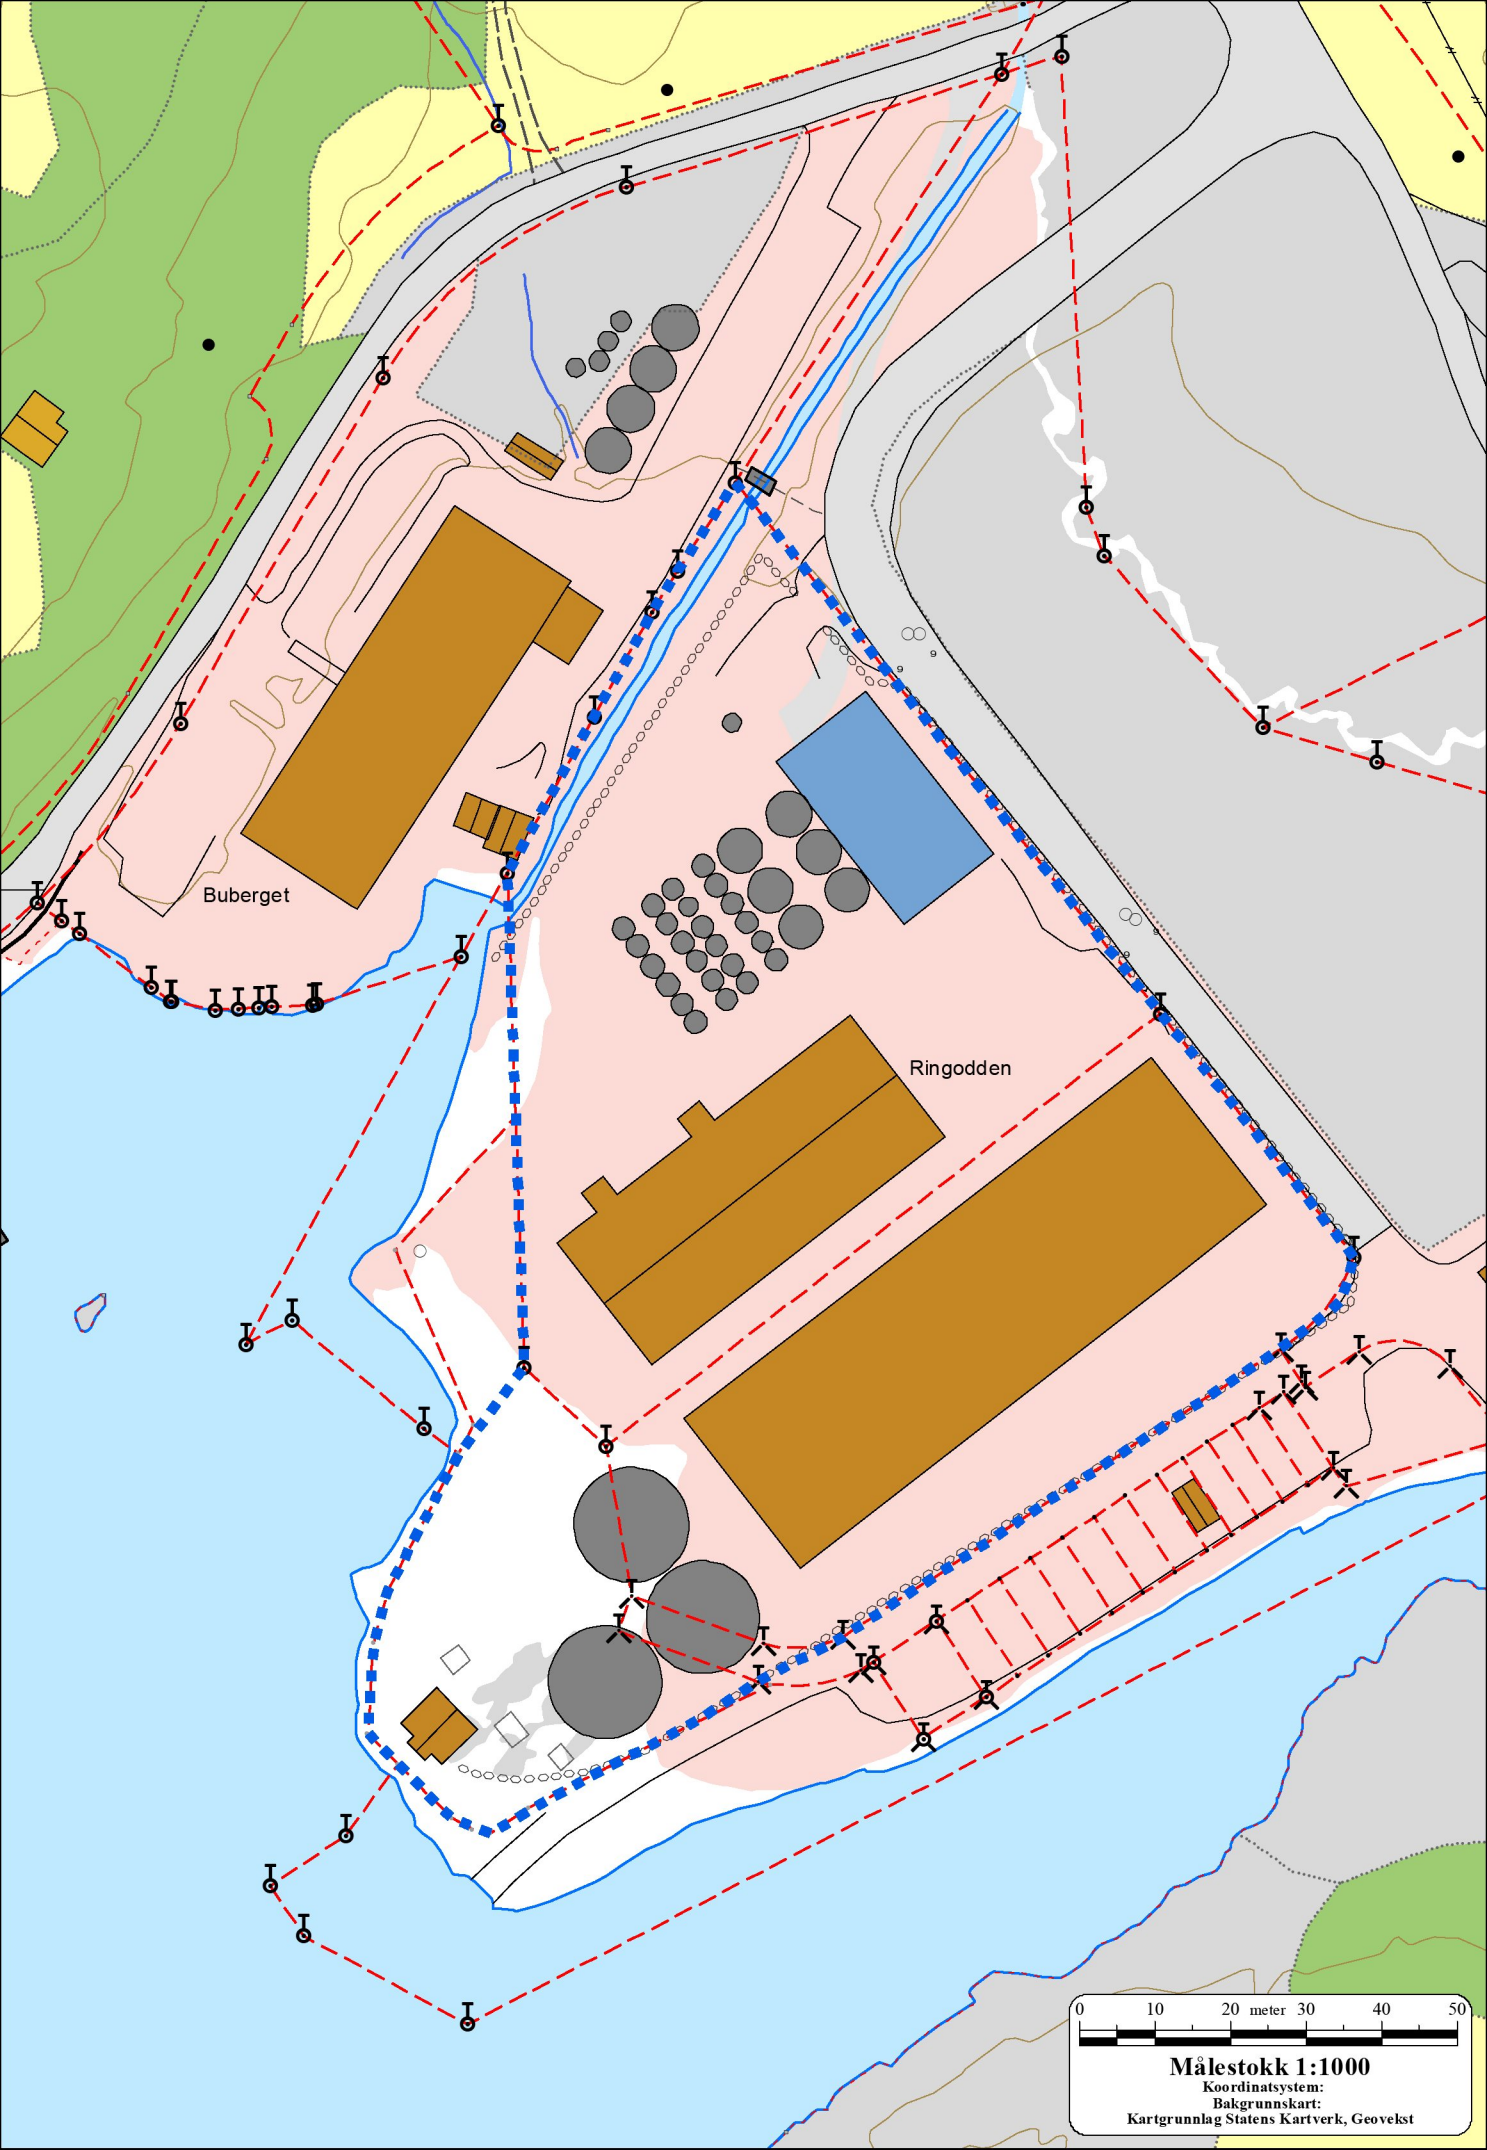 Buberget
Ringodden
0 10 20 meter 30 40 50
Målestokk 1:1000
Koordinatsystem:
Bakgrunnskart:
Kartgrunnlag Statens Kartverk, Geovekst